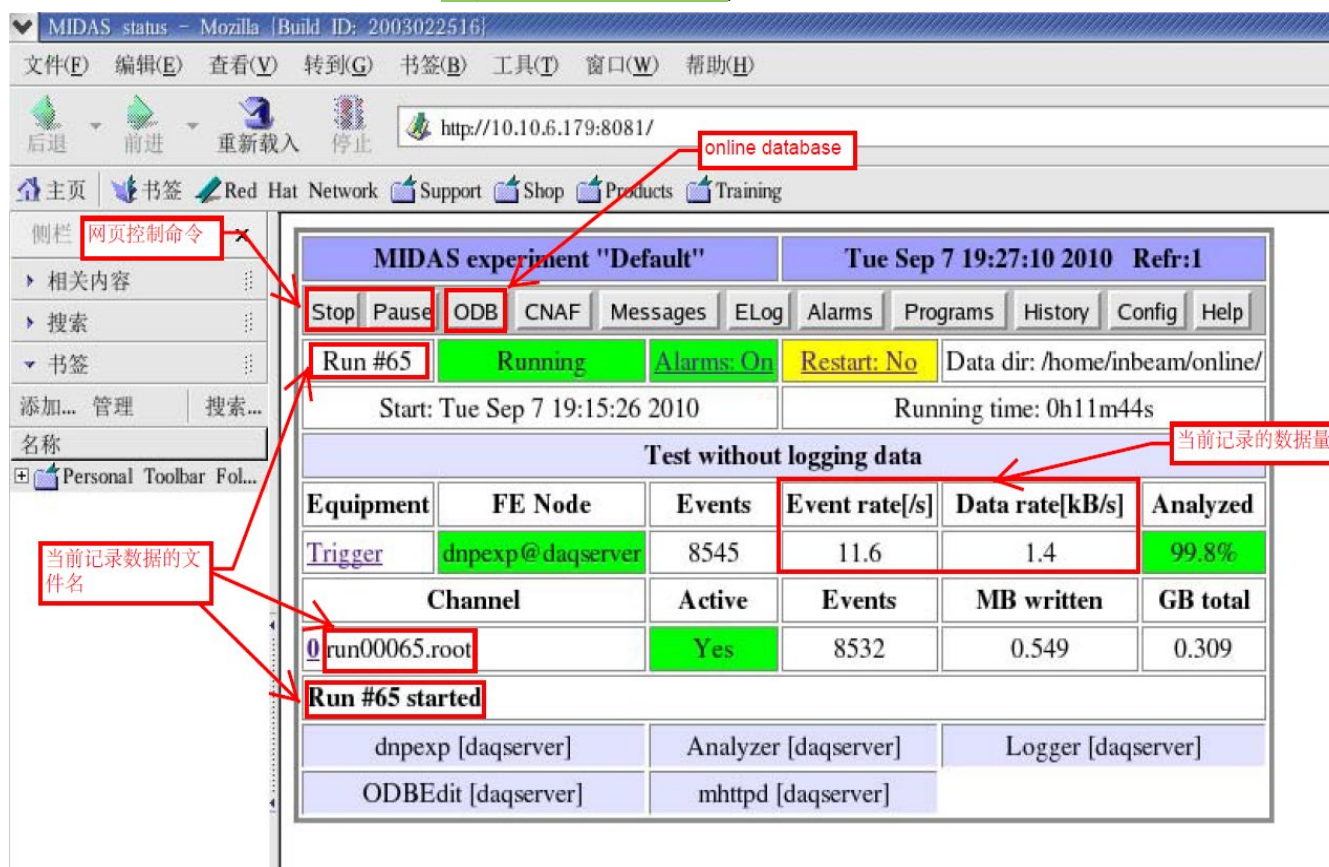 MIDAS status - Mozilla {Build ID: 2003022516}
文件(F) 编辑(E) 查看(V) 转到(G) 书签(B) 工具(T) 窗口(W) 帮助(H)
后退 前进 重新载入 停止 http://10.10.6.179:8081/
online database
主页 书签 Red Hat Network Support Shop Products Training
侧栏
网页控制命令
相关内容
搜索
书签
添加... 管理 搜索...
名称
Personal Toolbar Fol...
当前记录数据的文
件名
MIDAS experiment "Default" Tue Sep 7 19:27:10 2010 Refr:1
Stop Pause ODB CNAF Messages ELog Alarms Programs History Config Help
Run #65 Running Alarms: On Restart: No Data dir: /home/inbeam/online/
Start: Tue Sep 7 19:15:26 2010 Running time: 0h11m44s
当前记录的数据量
Test without logging data
Equipment FE Node Events Event rate[/s] Data rate[kB/s] Analyzed
Trigger dnpexp@daqserver 8545 11.6 1.4 99.8%
Channel Active Events MB written GB total
0 run00065.root Yes 8532 0.549 0.309
Run #65 started
dnpexp [daqserver] Analyzer [daqserver] Logger [daqserver]
ODBEdit [daqserver] mhttpd [daqserver]